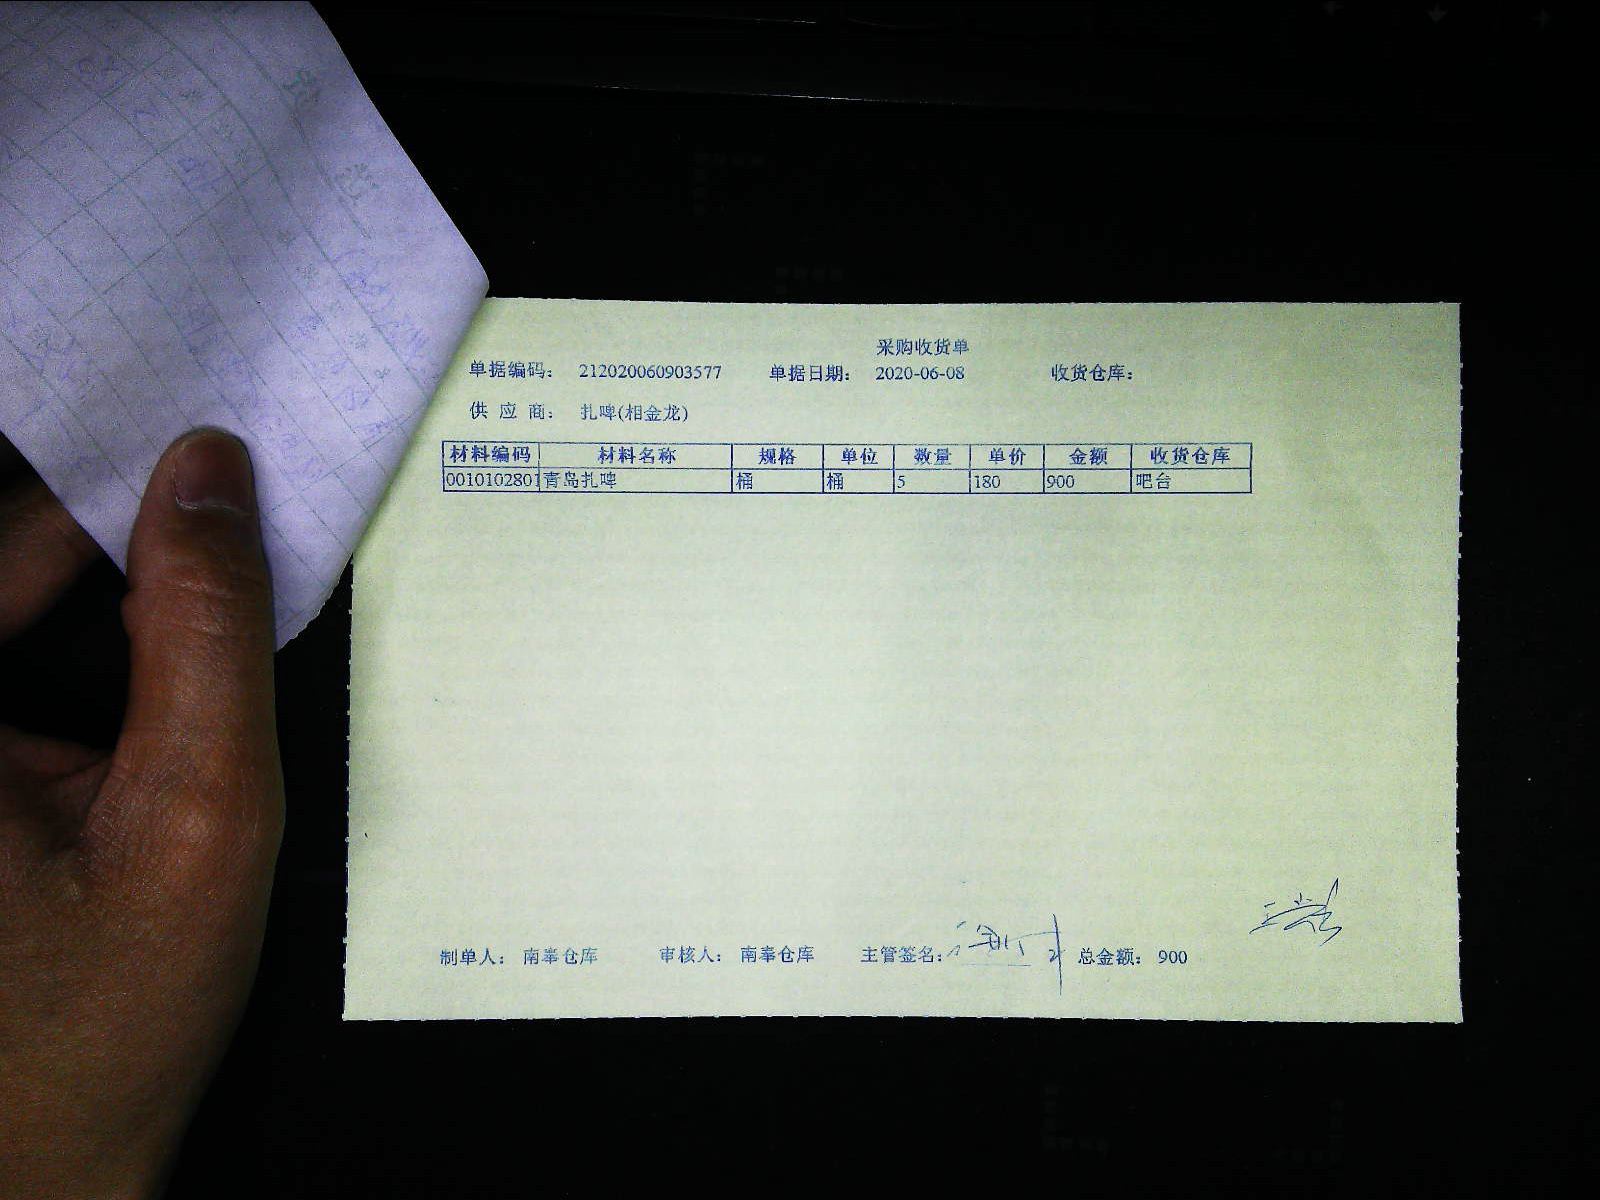 采购收货单
单据编码： 212020060903577 单据日期： 2020-06-08 收货仓库：
供 应 商： 扎啤(相金龙)
材料编码 材料名称 规格 单位 数量 单价 金额 收货仓库
0010102801 青岛扎啤 桶 桶 5 180 900 吧台
制单人： 南奉仓库 审核人： 南奉仓库 主管签名： 总金额： 900